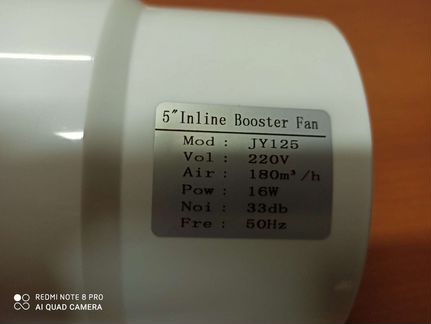 5"Inline Booster Fan
Mod : JY125
Vol : 220V
Air : 180m³/h
Pow : 16W
Noi : 33db
Fre : 50Hz
REDMI NOTE 8 PRO
AI QUAD CAMERA